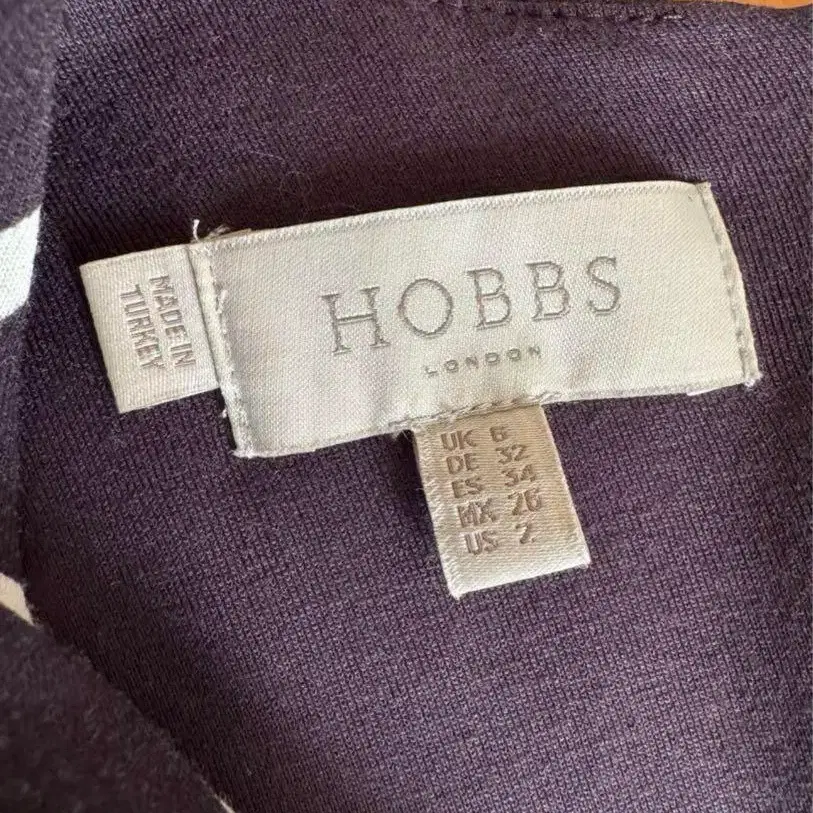 MADE IN
TURKEY
HOBBS
LONDON
UK 6
DE 32
ES 34
MX 26
US 2